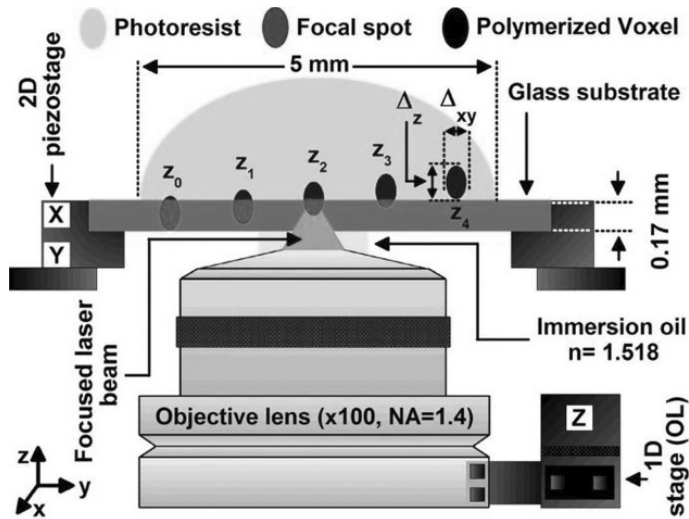 Photoresist
Focal spot
Polymerized Voxel
5 mm
2D
piezostage
Δz
Δxy
Glass substrate
z0
z1
z2
z3
z4
X
Y
0.17 mm
Focused laser
beam
Immersion oil
n= 1.518
Objective lens (x100, NA=1.4)
Z
1D
stage (OL)
z
y
x